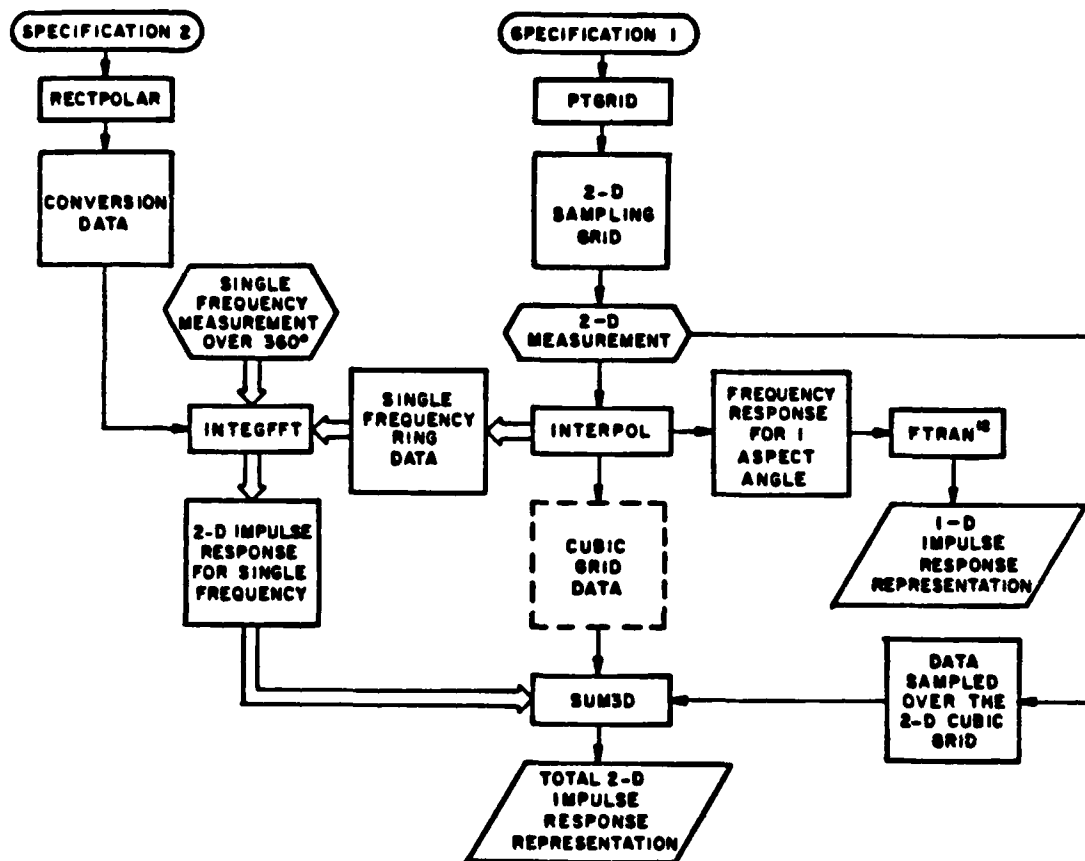 SPECIFICATION 2
SPECIFICATION 1
RECTPOLAR
PTGRID
CONVERSION
DATA
2-D
SAMPLING
GRID
SINGLE
FREQUENCY
MEASUREMENT
OVER 360°
2-D
MEASUREMENT
INTEGFFT
SINGLE
FREQUENCY
RING
DATA
INTERPOL
FREQUENCY
RESPONSE
FOR 1
ASPECT
ANGLE
FTRAN18
2-D IMPULSE
RESPONSE
FOR SINGLE
FREQUENCY
CUBIC
GRID
DATA
1-D
IMPULSE
RESPONSE
REPRESENTATION
SUM3D
DATA
SAMPLED
OVER THE
2-D CUBIC
GRID
TOTAL 2-D
IMPULSE
RESPONSE
REPRESENTATION